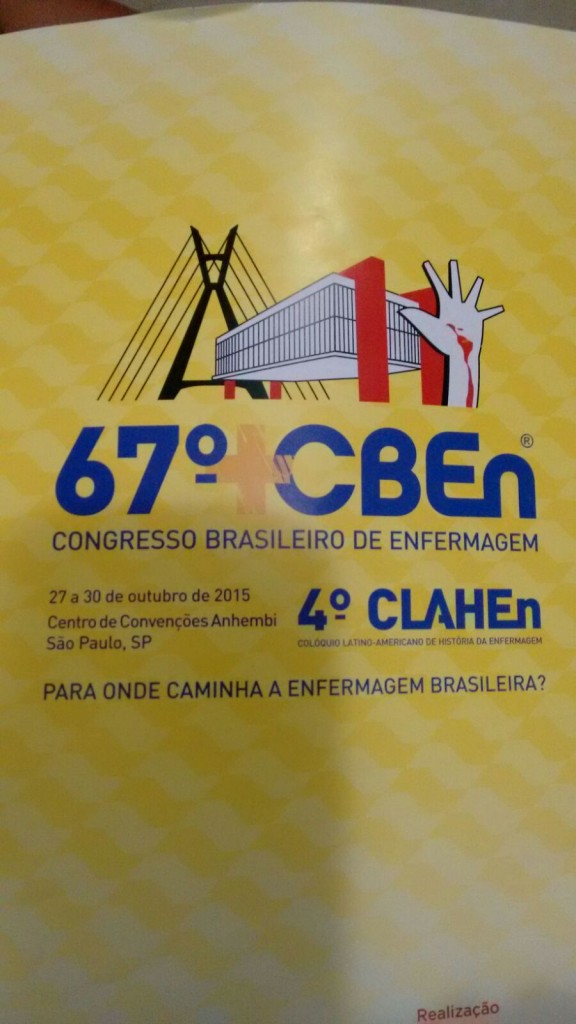 67º CBEn®
CONGRESSO BRASILEIRO DE ENFERMAGEM
27 a 30 de outubro de 2015
Centro de Convenções Anhembi
São Paulo, SP
4º CLAHEn
COLÓQUIO LATINO-AMERICANO DE HISTÓRIA DA ENFERMAGEM
PARA ONDE CAMINHA A ENFERMAGEM BRASILEIRA?
Realização